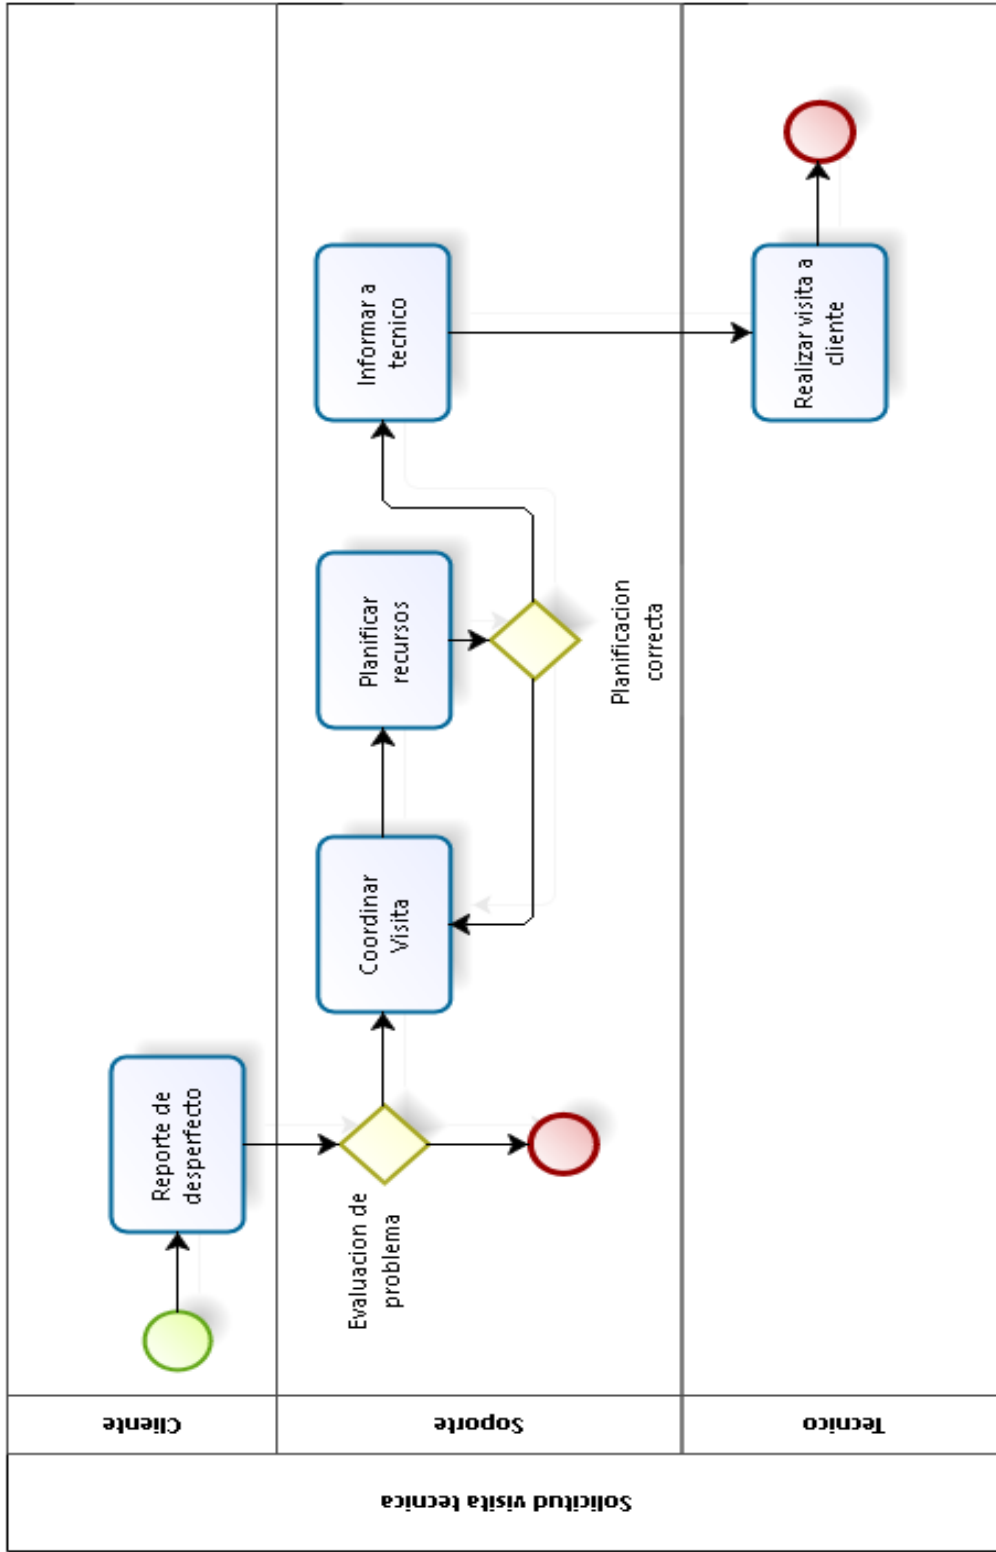 Solicitud visita tecnica
Cliente
Reporte de
desperfecto
Soporte
Evaluacion de
problema
Coordinar
Visita
Planificar
recursos
Planificacion
correcta
Informar a
tecnico
Tecnico
Realizar visita a
cliente